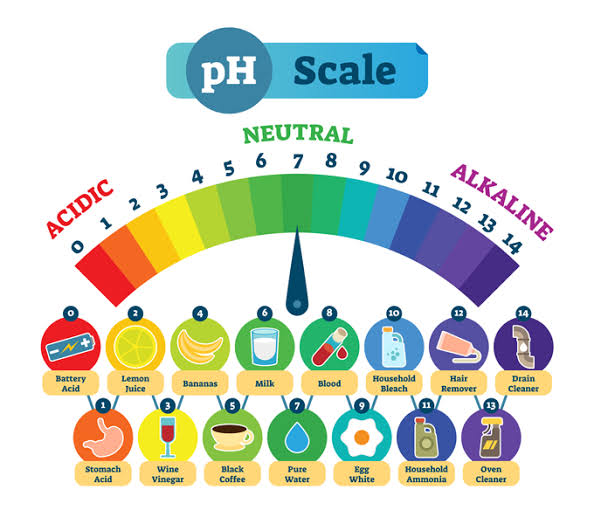 pH Scale
NEUTRAL
ACIDIC
ALKALINE
0 1 2 3 4 5 6 7 8 9 10 11 12 13 14
0 2 4 6 8 10 12 14
Battery Acid
Lemon Juice
Bananas
Milk
Blood
Household Bleach
Hair Remover
Drain Cleaner
1 3 5 7 9 11 13
Stomach Acid
Wine Vinegar
Black Coffee
Pure Water
Egg White
Household Ammonia
Oven Cleaner